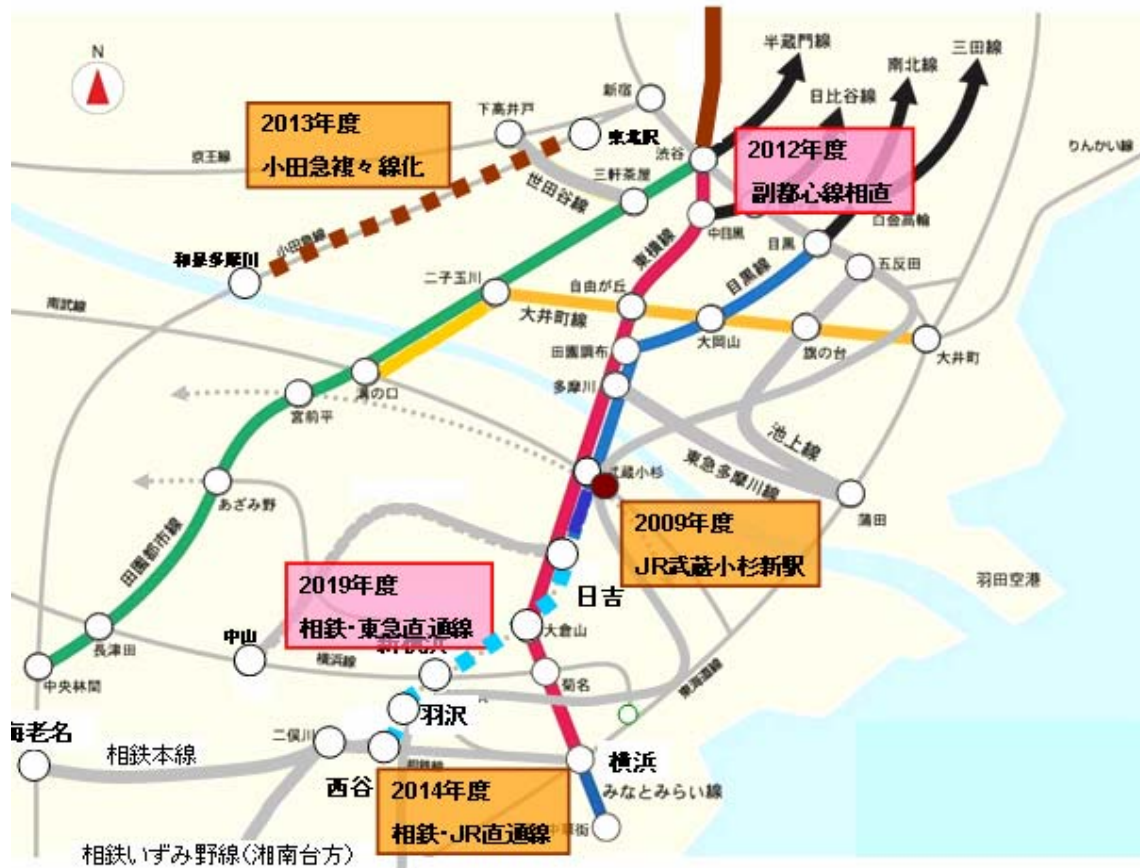 N
半蔵門線
三田線
南北線
日比谷線
新宿
下高井戸
2013年度
小田急複々線化
京王線
東北沢
渋谷
2012年度
副都心線相直
りんかい線
三軒茶屋
世田谷線
中目黒
白金高輪
小田急線
東横線
目黒
五反田
和泉多摩川
二子玉川
自由が丘
目黒線
南武線
大井町線
大岡山
旗の台
大井町
田園調布
多摩川
溝の口
宮前平
池上線
東急多摩川線
武蔵小杉
あざみ野
蒲田
2009年度
JR武蔵小杉新駅
田園都市線
日吉
羽田空港
2019年度
相鉄・東急直通線
大倉山
長津田
中山
横浜線
新横浜
菊名
東海道線
中央林間
羽沢
海老名
二俣川
相鉄本線
西谷
横浜
2014年度
相鉄・JR直通線
みなとみらい線
相鉄いずみ野線(湘南台方)